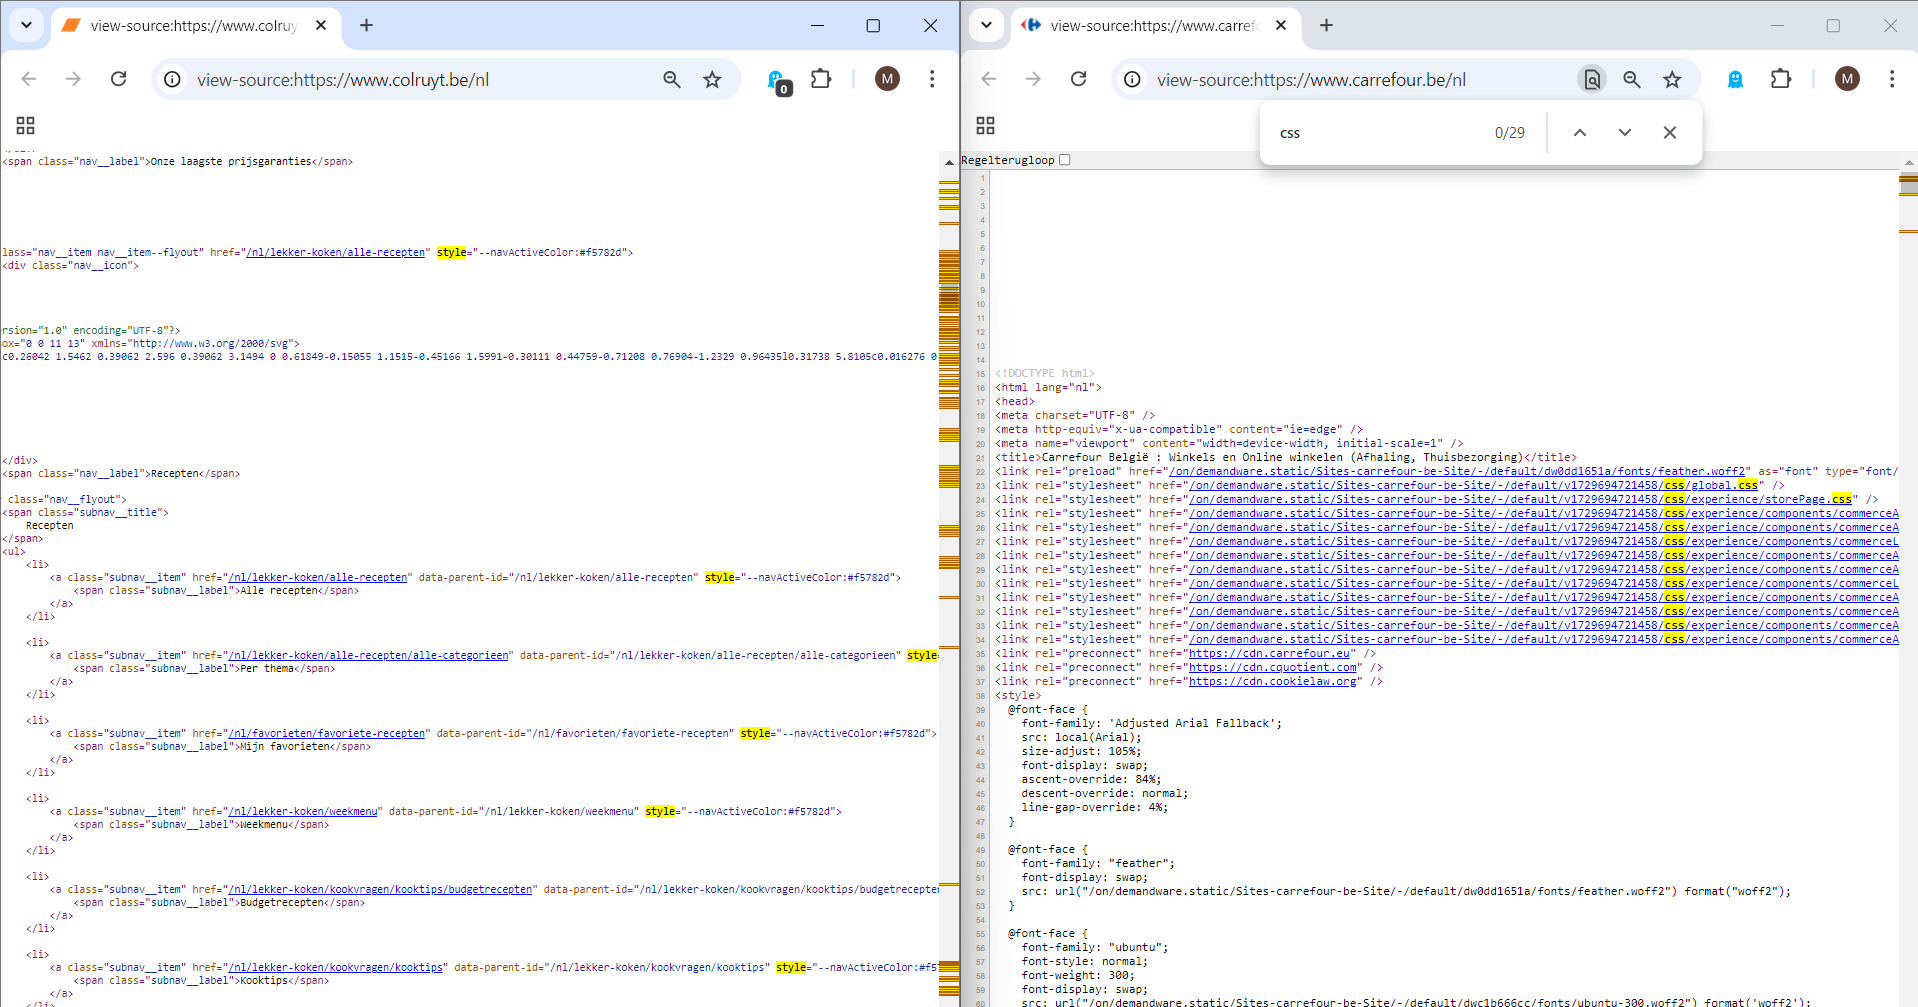 view-source:https://www.colruy
view-source:https://www.colruyt.be/nl
0
M
<span class="nav__label">Onze laagste prijsgaranties</span>
lass="nav__item nav__item--flyout" href="/nl/lekker-koken/alle-recepten" style="--navActiveColor:#f5782d">
<div class="nav__icon">
rsion="1.0" encoding="UTF-8"?>
ox="0 0 11 13" xmlns="http://www.w3.org/2000/svg">
c0.26042 1.5462 0.39062 2.596 0.39062 3.1494 0 0.61849-0.15055 1.1515-0.45166 1.5991-0.30111 0.44759-0.71208 0.76904-1.2329 0.96435l0.31738 5.8105c0.016276 0
</div>
<span class="nav__label">Recepten</span>
class="nav__flyout">
<span class="subnav__title">
Recepten
</span>
<ul>
<li>
<a class="subnav__item" href="/nl/lekker-koken/alle-recepten" data-parent-id="/nl/lekker-koken/alle-recepten" style="--navActiveColor:#f5782d">
<span class="subnav__label">Alle recepten</span>
</a>
</li>
<li>
<a class="subnav__item" href="/nl/lekker-koken/alle-recepten/alle-categorieen" data-parent-id="/nl/lekker-koken/alle-recepten/alle-categorieen" style=
<span class="subnav__label">Per thema</span>
</a>
</li>
<li>
<a class="subnav__item" href="/nl/favorieten/favoriete-recepten" data-parent-id="/nl/favorieten/favoriete-recepten" style="--navActiveColor:#f5782d">
<span class="subnav__label">Mijn favorieten</span>
</a>
</li>
<li>
<a class="subnav__item" href="/nl/lekker-koken/weekmenu" data-parent-id="/nl/lekker-koken/weekmenu" style="--navActiveColor:#f5782d">
<span class="subnav__label">Weekmenu</span>
</a>
</li>
<li>
<a class="subnav__item" href="/nl/lekker-koken/kookvragen/kooktips/budgetrecepten" data-parent-id="/nl/lekker-koken/kookvragen/kooktips/budgetrecepten
<span class="subnav__label">Budgetrecepten</span>
</a>
</li>
<li>
<a class="subnav__item" href="/nl/lekker-koken/kookvragen/kooktips" data-parent-id="/nl/lekker-koken/kookvragen/kooktips" style="--navActiveColor:#f5
<span class="subnav__label">Kooktips</span>
</a>
</li>
view-source:https://www.carrefo
view-source:https://www.carrefour.be/nl
M
css 0/29
Regelterugloop
1
2
3
4
5
6
7
8
9
10
11
12
13
14
15 <!DOCTYPE html>
16 <html lang="nl">
17 <head>
18 <meta charset="UTF-8" />
19 <meta http-equiv="x-ua-compatible" content="ie=edge" />
20 <meta name="viewport" content="width=device-width, initial-scale=1" />
21 <title>Carrefour België : Winkels en Online winkelen (Afhaling, Thuisbezorging)</title>
22 <link rel="preload" href="/on/demandware.static/Sites-carrefour-be-Site/-/default/dw0dd1651a/fonts/feather.woff2" as="font" type="font/
23 <link rel="stylesheet" href="/on/demandware.static/Sites-carrefour-be-Site/-/default/v1729694721458/css/global.css" />
24 <link rel="stylesheet" href="/on/demandware.static/Sites-carrefour-be-Site/-/default/v1729694721458/css/experience/storePage.css" />
25 <link rel="stylesheet" href="/on/demandware.static/Sites-carrefour-be-Site/-/default/v1729694721458/css/experience/components/commerceA
26 <link rel="stylesheet" href="/on/demandware.static/Sites-carrefour-be-Site/-/default/v1729694721458/css/experience/components/commerceA
27 <link rel="stylesheet" href="/on/demandware.static/Sites-carrefour-be-Site/-/default/v1729694721458/css/experience/components/commerceL
28 <link rel="stylesheet" href="/on/demandware.static/Sites-carrefour-be-Site/-/default/v1729694721458/css/experience/components/commerceA
29 <link rel="stylesheet" href="/on/demandware.static/Sites-carrefour-be-Site/-/default/v1729694721458/css/experience/components/commerceA
30 <link rel="stylesheet" href="/on/demandware.static/Sites-carrefour-be-Site/-/default/v1729694721458/css/experience/components/commerceL
31 <link rel="stylesheet" href="/on/demandware.static/Sites-carrefour-be-Site/-/default/v1729694721458/css/experience/components/commerceA
32 <link rel="stylesheet" href="/on/demandware.static/Sites-carrefour-be-Site/-/default/v1729694721458/css/experience/components/commerceA
33 <link rel="stylesheet" href="/on/demandware.static/Sites-carrefour-be-Site/-/default/v1729694721458/css/experience/components/commerceA
34 <link rel="stylesheet" href="/on/demandware.static/Sites-carrefour-be-Site/-/default/v1729694721458/css/experience/components/commerceA
35 <link rel="preconnect" href="https://cdn.carrefour.eu" />
36 <link rel="preconnect" href="https://cdn.cquotient.com" />
37 <link rel="preconnect" href="https://cdn.cookielaw.org" />
38 <style>
39 @font-face {
40 font-family: 'Adjusted Arial Fallback';
41 src: local(Arial);
42 size-adjust: 105%;
43 font-display: swap;
44 ascent-override: 84%;
45 descent-override: normal;
46 line-gap-override: 4%;
47 }
48
49 @font-face {
50 font-family: "feather";
51 font-display: swap;
52 src: url("/on/demandware.static/Sites-carrefour-be-Site/-/default/dw0dd1651a/fonts/feather.woff2") format("woff2");
53 }
54
55 @font-face {
56 font-family: "ubuntu";
57 font-style: normal;
58 font-weight: 300;
59 font-display: swap;
60 src: url("/on/demandware.static/Sites-carrefour-be-Site/-/default/dwc1b666cc/fonts/ubuntu-300.woff2") format('woff2');